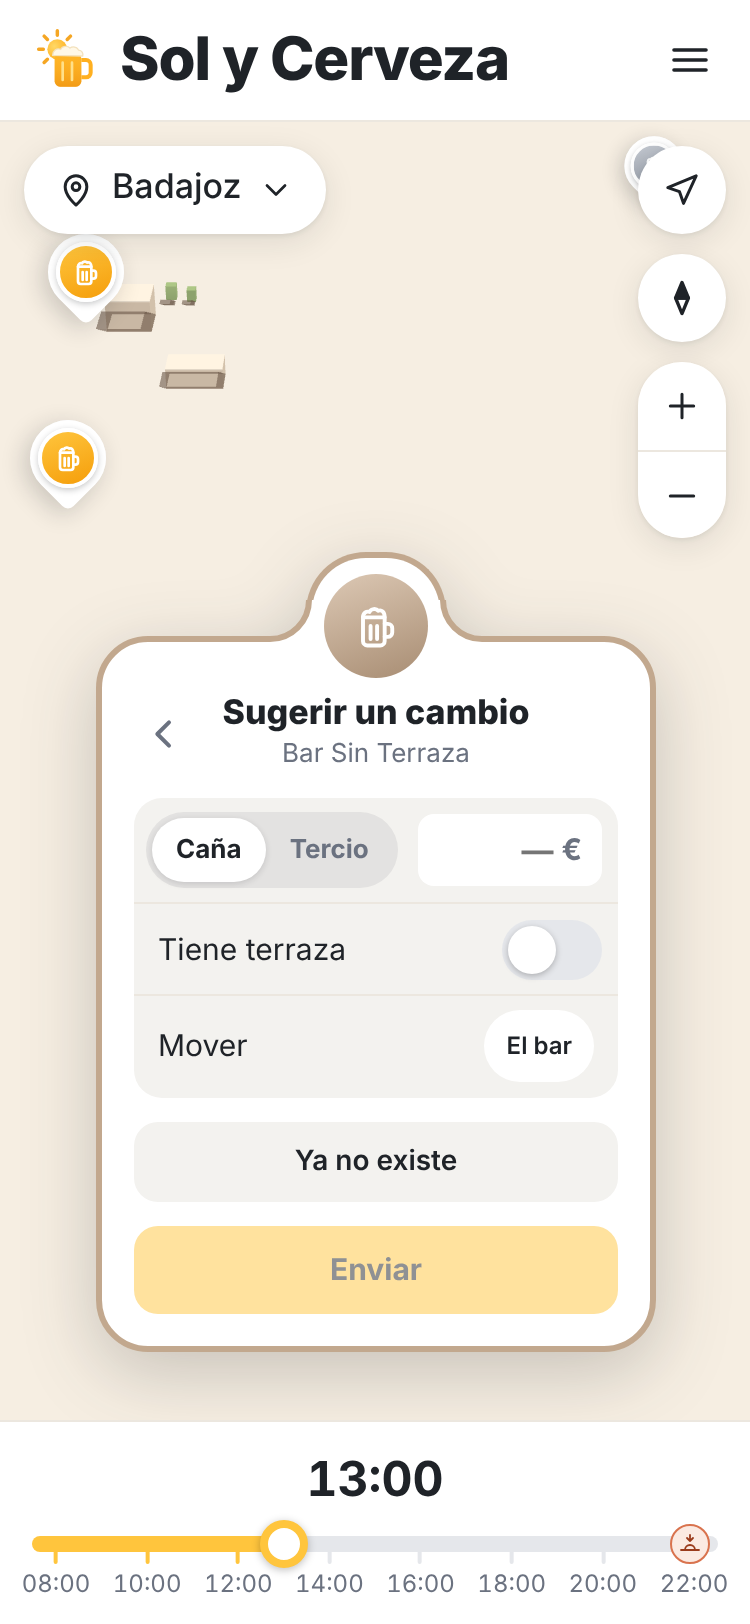 Sol y Cerveza
Badajoz
Sugerir un cambio
Bar Sin Terraza
Caña Tercio — €
Tiene terraza
Mover El bar
Ya no existe
Enviar
13:00
08:00 10:00 12:00 14:00 16:00 18:00 20:00 22:00